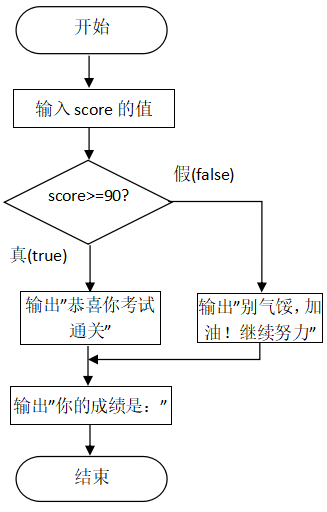 开始
输入 score 的值
假(false)
score>=90?
真(true)
输出”恭喜你考试
通关”
输出”别气馁，加
油！继续努力”
输出”你的成绩是：”
结束